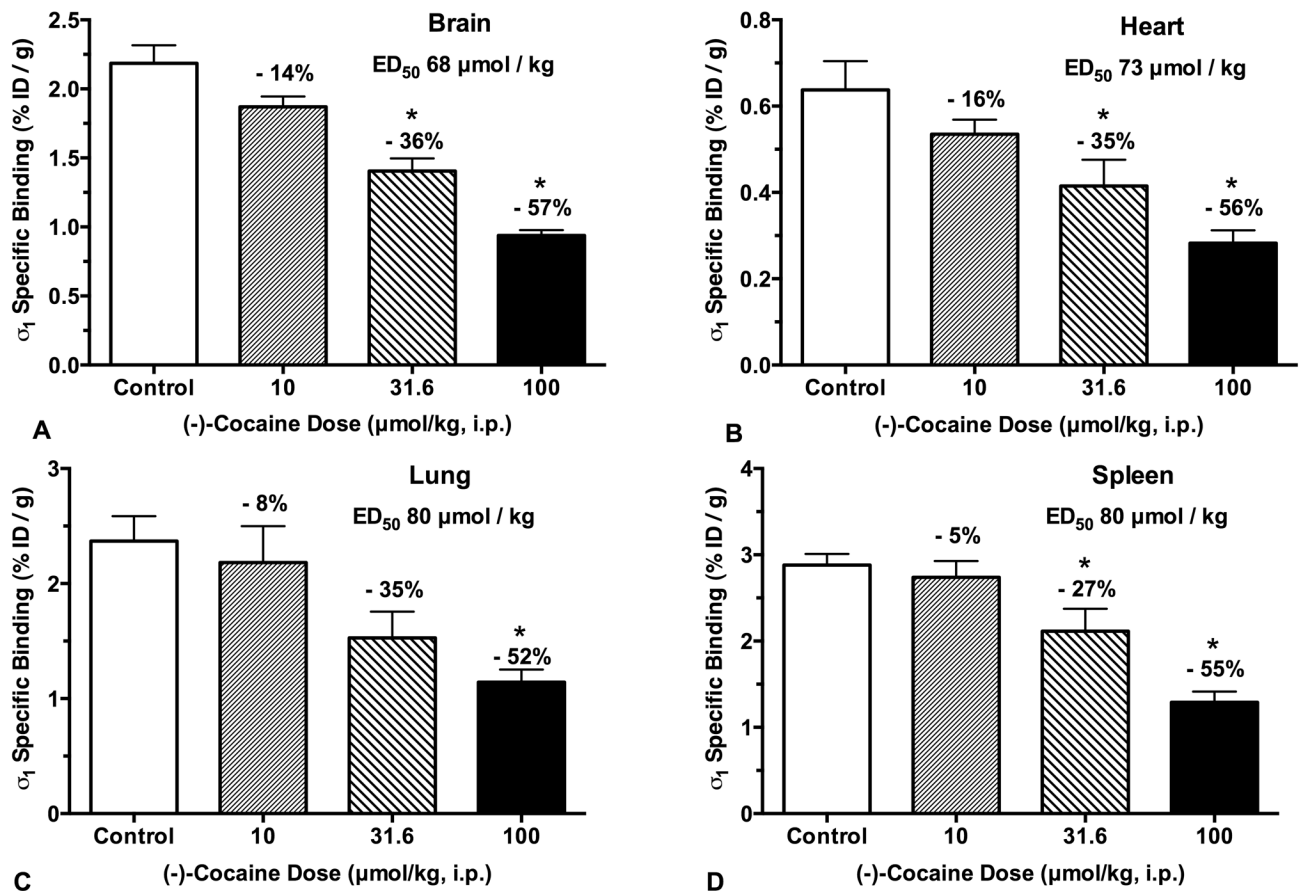 Brain
ED50 68 µmol / kg
σ1 Specific Binding (% ID / g)
2.5
2.0
1.5
1.0
0.5
0.0
- 14%
*
- 36%
*
- 57%
Control 10 31.6 100
(-)-Cocaine Dose (µmol/kg, i.p.)
A
Heart
ED50 73 µmol / kg
σ1 Specific Binding (% ID / g)
0.8
0.6
0.4
0.2
0.0
- 16%
*
- 35%
*
- 56%
Control 10 31.6 100
(-)-Cocaine Dose (µmol/kg, i.p.)
B
Lung
ED50 80 µmol / kg
σ1 Specific Binding (% ID / g)
3
2
1
0
- 8%
- 35%
*
- 52%
Control 10 31.6 100
(-)-Cocaine Dose (µmol/kg, i.p.)
C
Spleen
ED50 80 µmol / kg
σ1 Specific Binding (% ID / g)
4
3
2
1
0
- 5%
*
- 27%
*
- 55%
Control 10 31.6 100
(-)-Cocaine Dose (µmol/kg, i.p.)
D